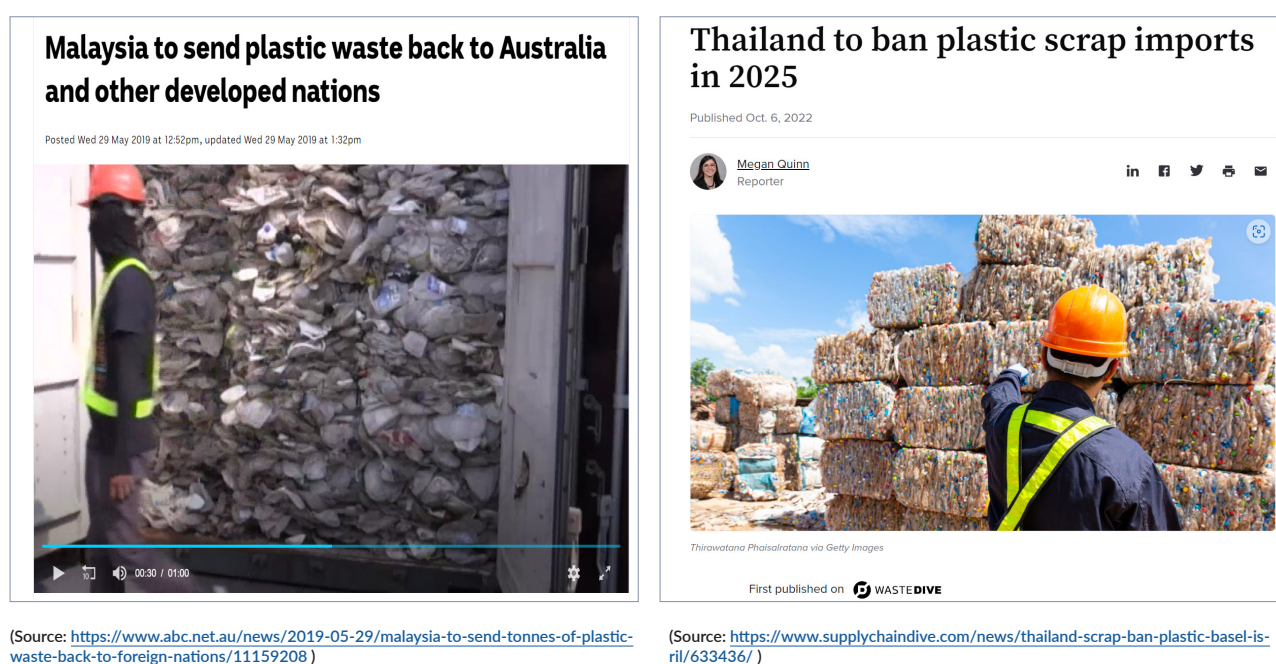 Malaysia to send plastic waste back to Australia
and other developed nations
Posted Wed 29 May 2019 at 12:52pm, updated Wed 29 May 2019 at 1:32pm
10
00:30 / 01:00
(Source: https://www.abc.net.au/news/2019-05-29/malaysia-to-send-tonnes-of-plastic-
waste-back-to-foreign-nations/11159208 )
Thailand to ban plastic scrap imports
in 2025
Published Oct. 6, 2022
Megan Quinn
Reporter
in
Thirawatana Phaisalratana via Getty Images
First published on WASTEDIVE
(Source: https://www.supplychaindive.com/news/thailand-scrap-ban-plastic-basel-is-
ril/633436/ )